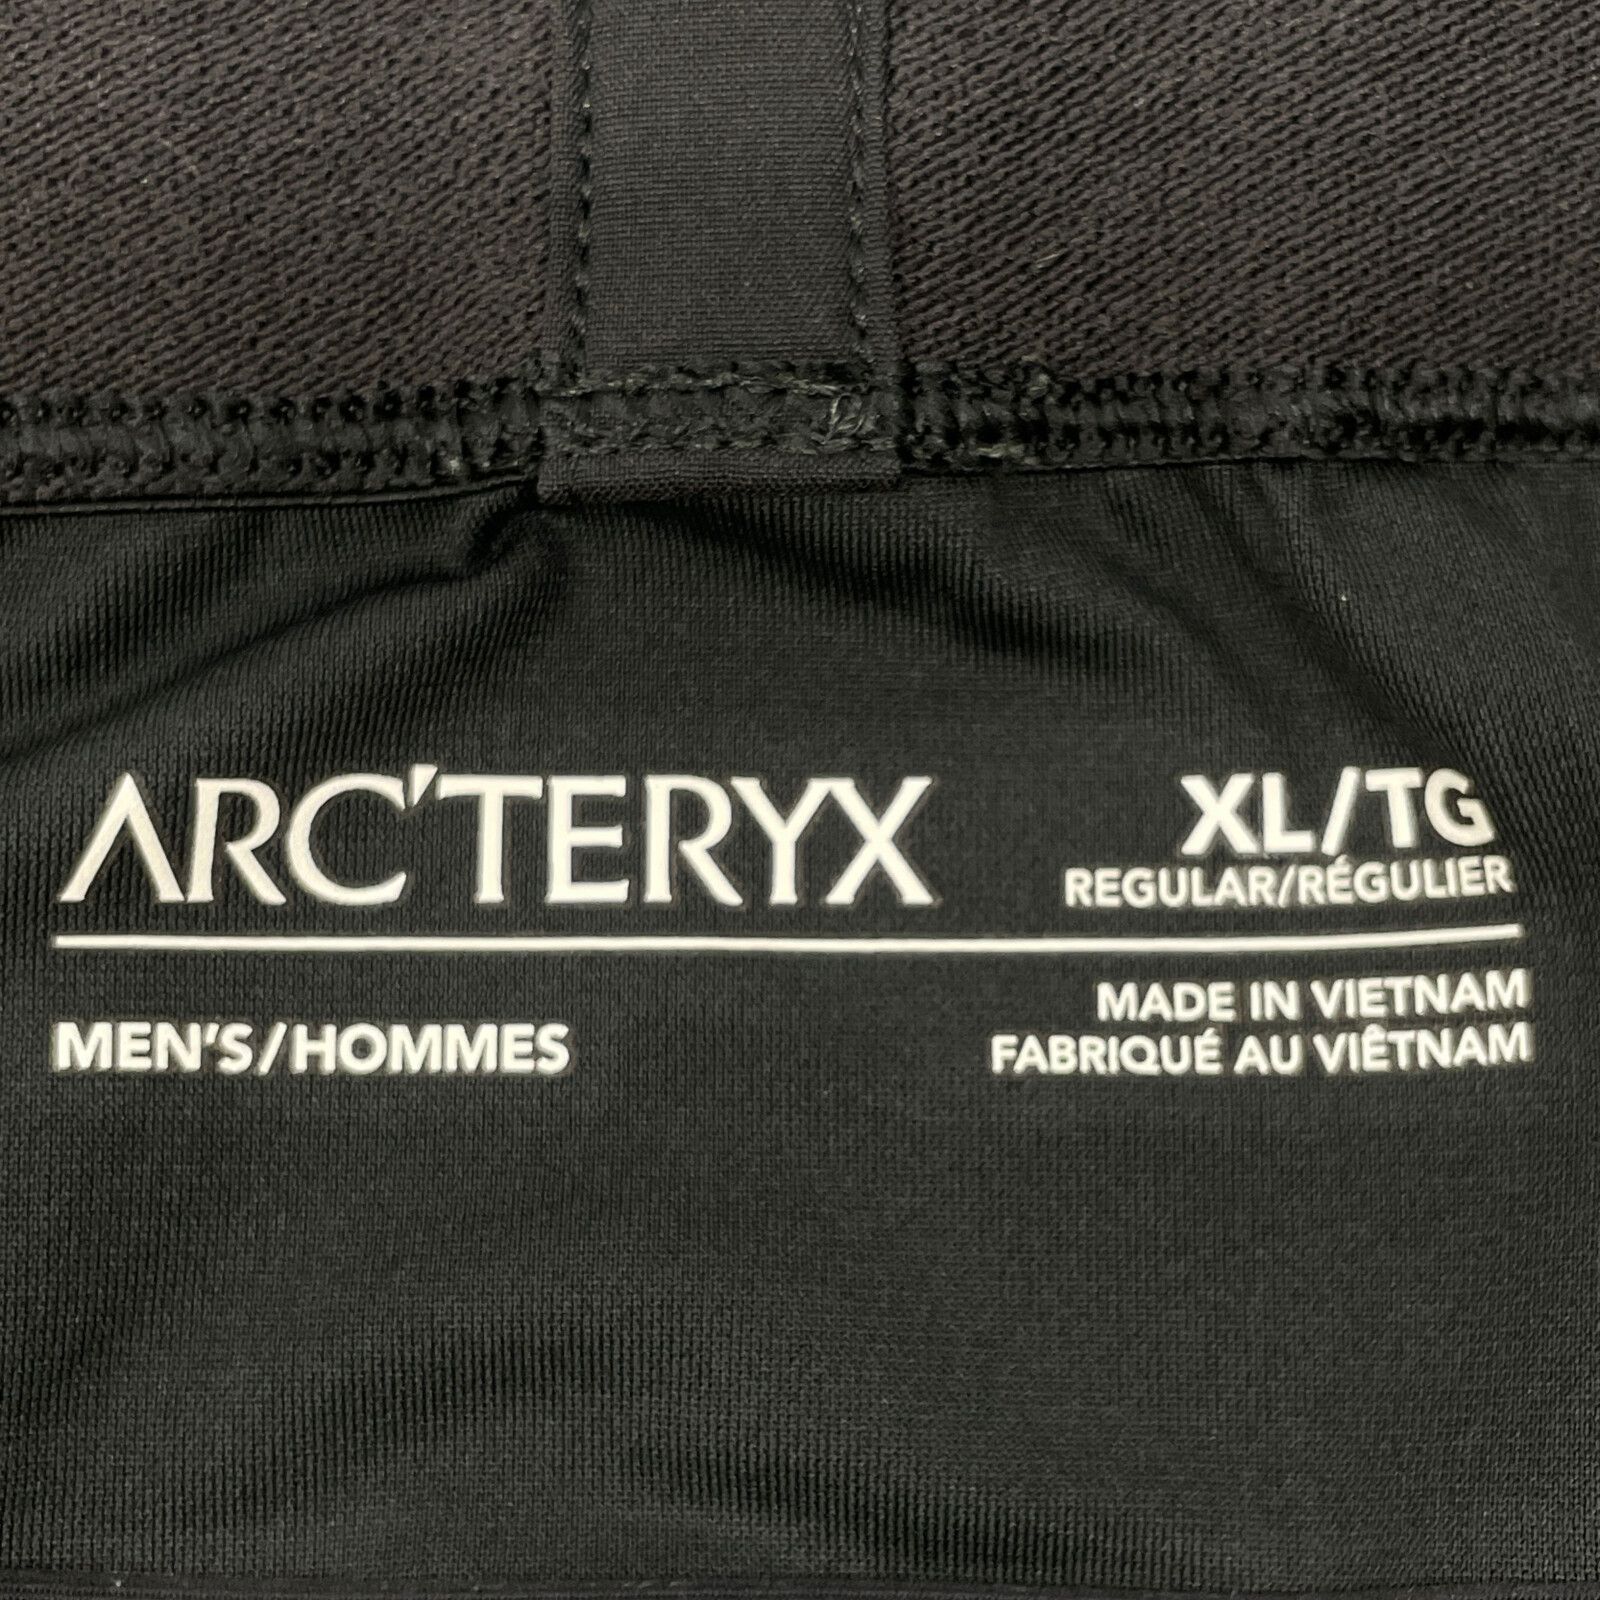 ARC'TERYX
XL/TG
REGULAR/RÉGULIER
MEN'S/HOMMES
MADE IN VIETNAM
FABRIQUÉ AU VIÊTNAM